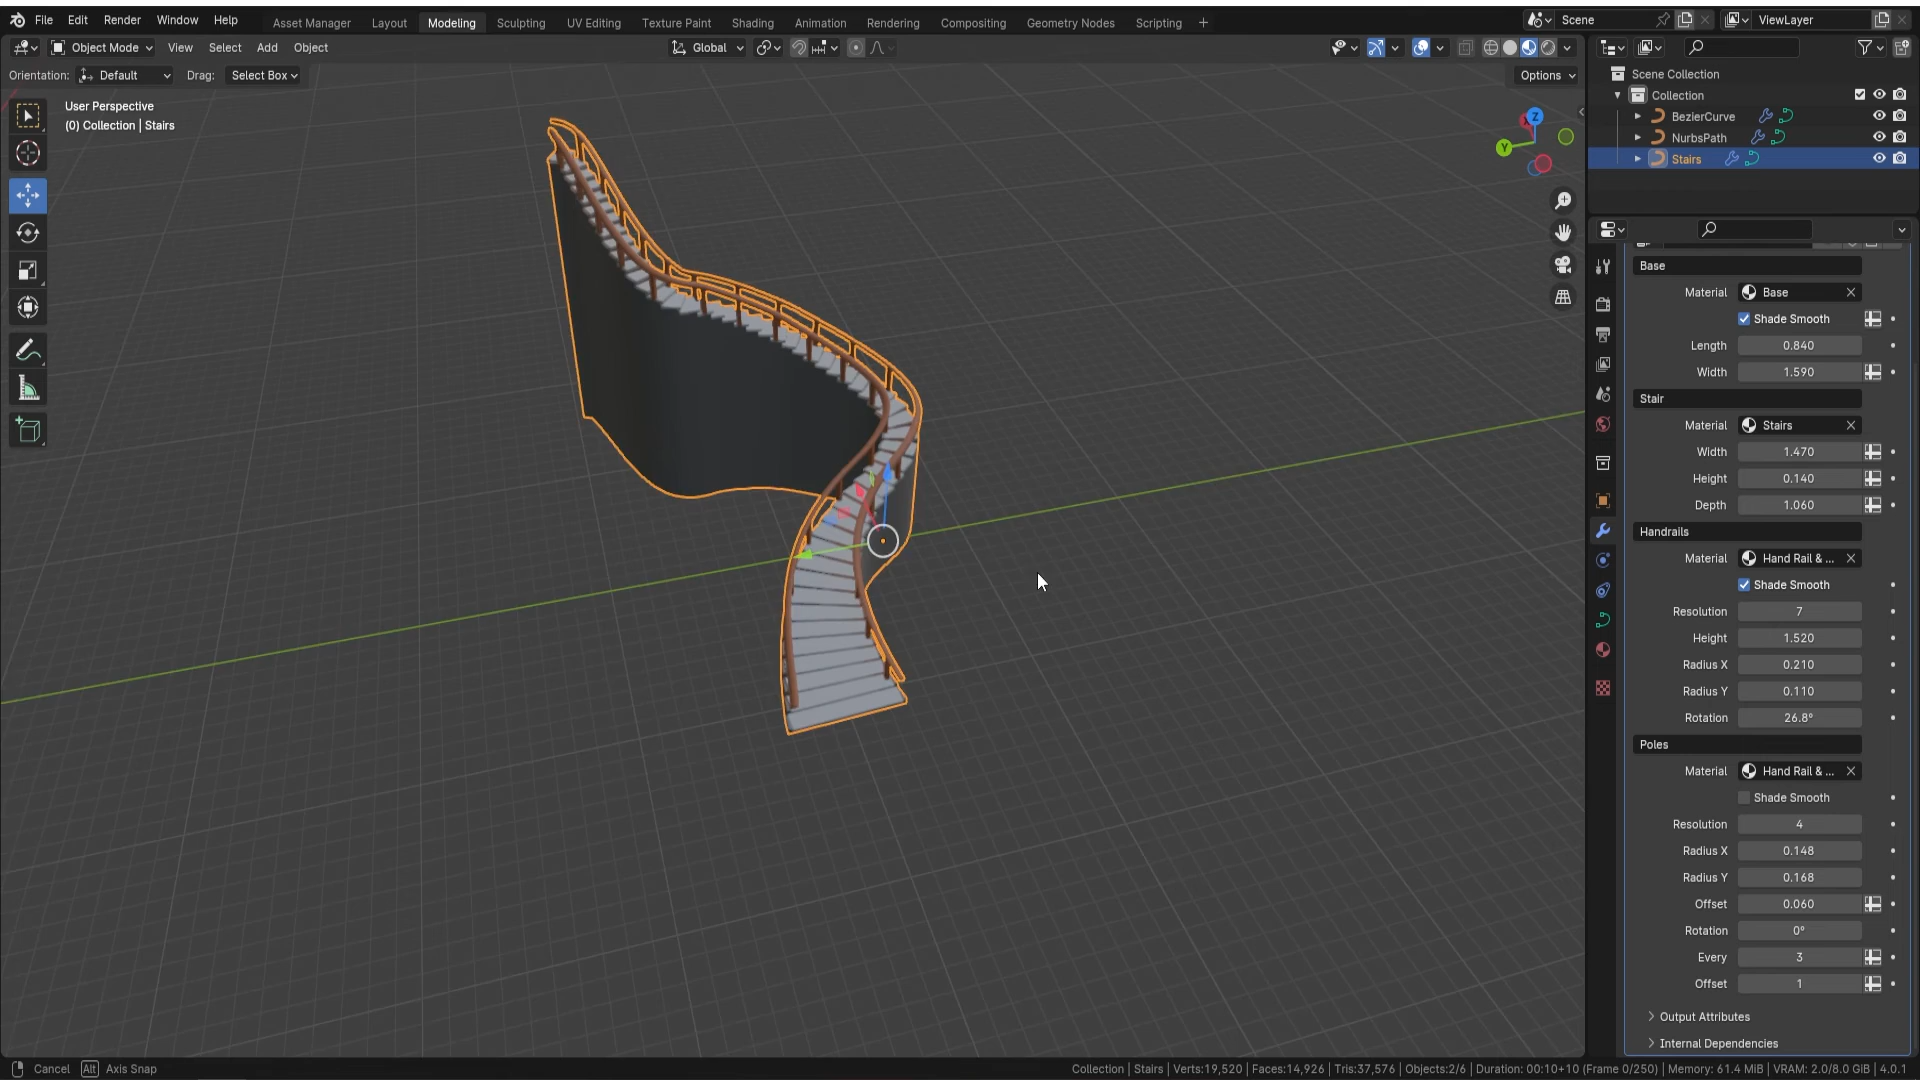 File Edit Render Window Help Asset Manager Layout Modeling Sculpting UV Editing Texture Paint Shading Animation Rendering Compositing Geometry Nodes Scripting + Scene ViewLayer
Object Mode View Select Add Object Global
Orientation: Default Drag: Select Box Options
User Perspective
(0) Collection | Stairs
Z
Y
Scene Collection
Collection
BezierCurve
NurbsPath
Stairs
Base
Material Base
Shade Smooth
Length 0.840
Width 1.590
Stair
Material Stairs
Width 1.470
Height 0.140
Depth 1.060
Handrails
Material Hand Rail & ...
Shade Smooth
Resolution 7
Height 1.520
Radius X 0.210
Radius Y 0.110
Rotation 26.8°
Poles
Material Hand Rail & ...
Shade Smooth
Resolution 4
Radius X 0.148
Radius Y 0.168
Offset 0.060
Rotation 0°
Every 3
Offset 1
Output Attributes
Internal Dependencies
Cancel Alt Axis Snap Collection | Stairs | Verts:19,520 | Faces:14,926 | Tris:37,576 | Objects:2/6 | Duration: 00:10+10 (Frame 0/250) | Memory: 61.4 MiB | VRAM: 2.0/8.0 GiB | 4.0.1